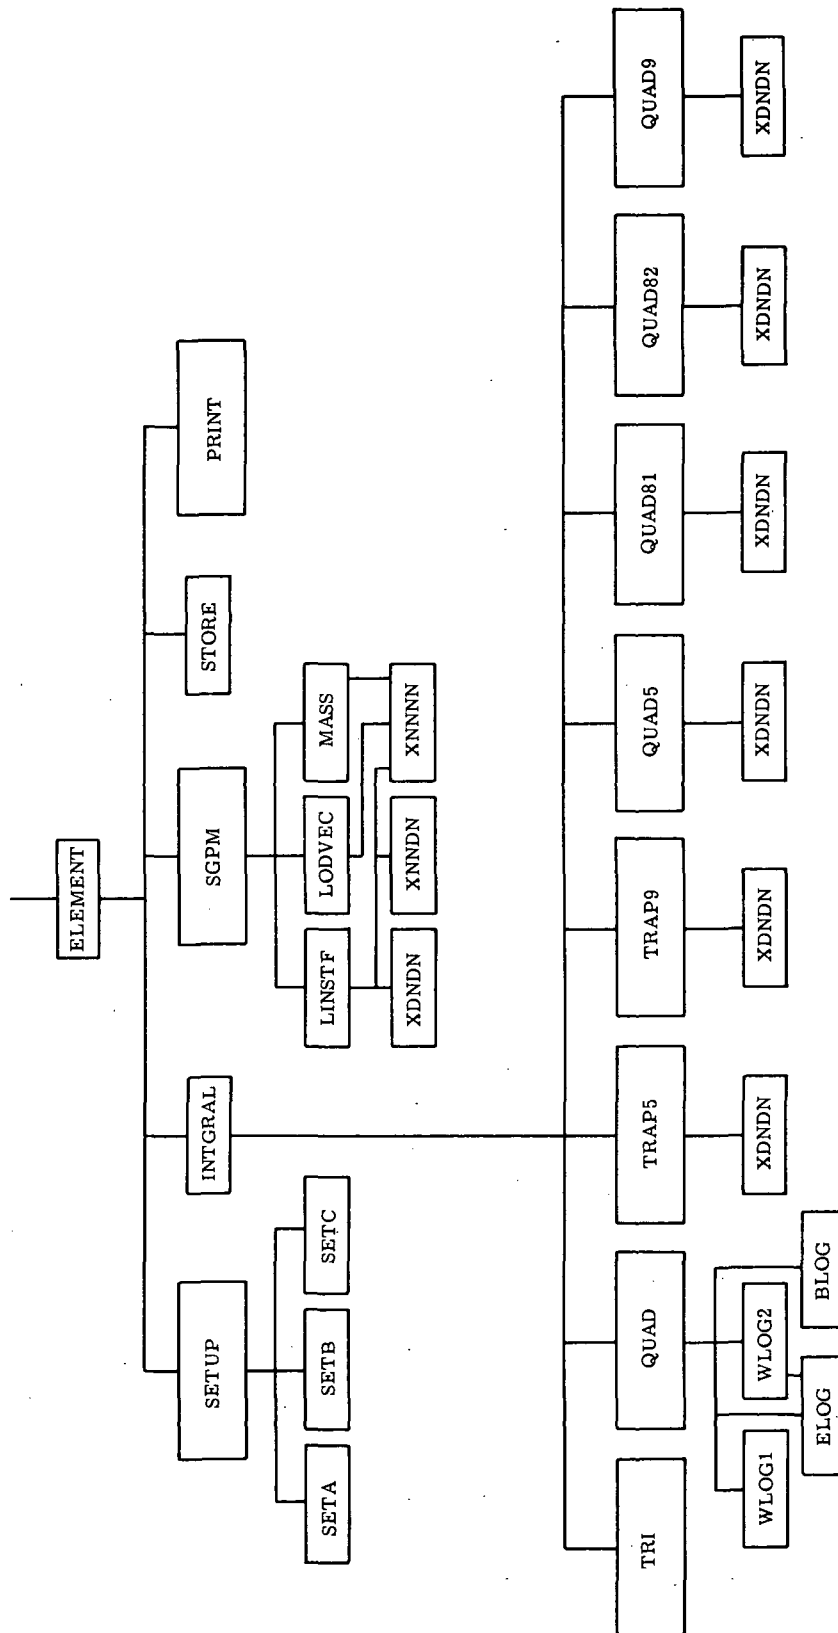 ELEMENT
SETUP
INTGRAL
SGPM
STORE
PRINT
SETA
SETB
SETC
LINSTF
LODVEC
MASS
XDNDN
XNNDN
XNNNN
TRI
QUAD
TRAP5
TRAP9
QUAD5
QUAD81
QUAD82
QUAD9
WLOG1
WLOG2
XDNDN
XDNDN
XDNDN
XDNDN
XDNDN
XDNDN
ELOG
BLOG